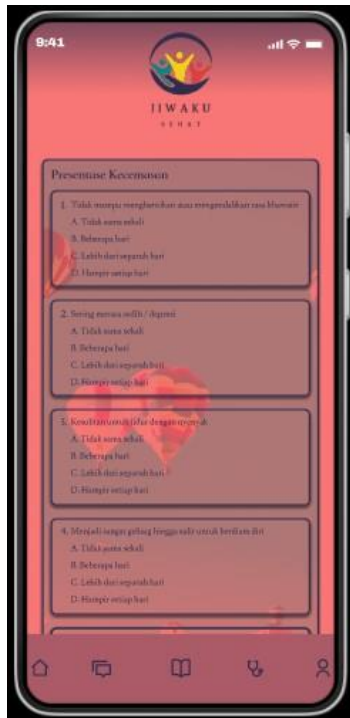 9:41
JIWAKU
SEHAT
Presentase Kecemasan
1. Tidak mampu menghentikan atau mengendalikan rasa khawatir
A. Tidak sama sekali
B. Beberapa hari
C. Lebih dari separuh hari
D. Hampir setiap hari
2. Sering merasa sedih / depresi
A. Tidak sama sekali
B. Beberapa hari
C. Lebih dari separuh hari
D. Hampir setiap hari
3. Kesulitan untuk tidur dengan nyenyak
A. Tidak sama sekali
B. Beberapa hari
C. Lebih dari separuh hari
D. Hampir setiap hari
4. Menjadi sangat gelisah hingga sulit untuk berdiam diri
A. Tidak sama sekali
B. Beberapa hari
C. Lebih dari separuh hari
D. Hampir setiap hari